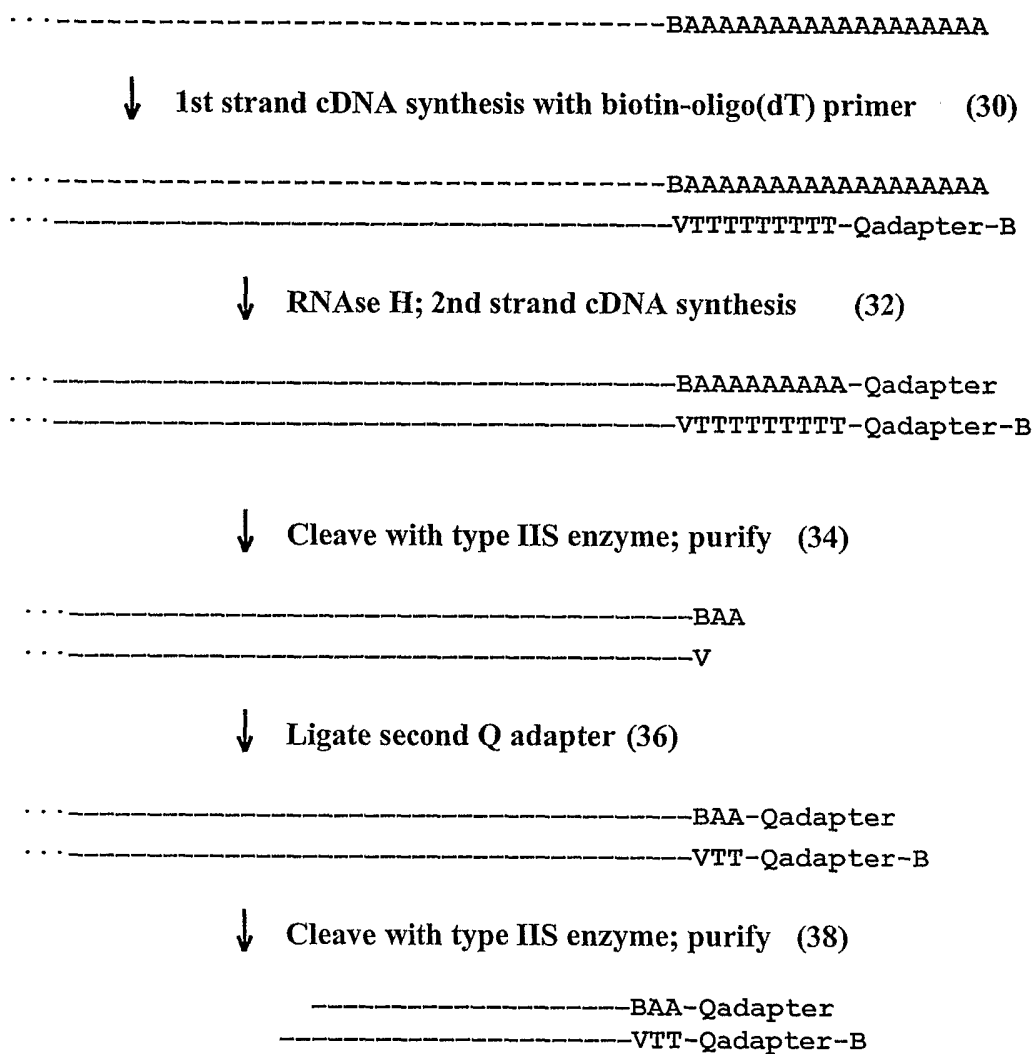 ...------------------------------------BAAAAAAAAAAAAAAAAAA
↓ 1st strand cDNA synthesis with biotin-oligo(dT) primer (30)
...------------------------------------BAAAAAAAAAAAAAAAAAA
...------------------------------------VTTTTTTTTT-Qadapter-B
↓ RNAse H; 2nd strand cDNA synthesis (32)
...-------------------------------------BAAAAAAAAA-Qadapter
...-------------------------------------VTTTTTTTTT-Qadapter-B
↓ Cleave with type IIS enzyme; purify (34)
...-------------------------------------BAA
...-------------------------------------V
↓ Ligate second Q adapter (36)
...-------------------------------------BAA-Qadapter
...-------------------------------------VTT-Qadapter-B
↓ Cleave with type IIS enzyme; purify (38)
-------------------BAA-Qadapter
---------------------VTT-Qadapter-B